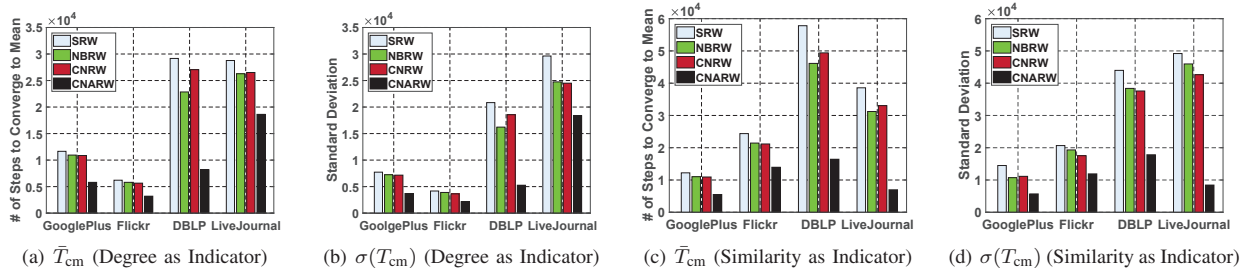 ×10⁴
# of Steps to Converge to Mean
3.5
3
2.5
2
1.5
1
0.5
0
SRW
NBRW
CNRW
CNARW
GooglePlus Flickr DBLP LiveJournal
(a) T̄cm (Degree as Indicator)
×10⁴
Standard Deviation
3.5
3
2.5
2
1.5
1
0.5
0
SRW
NBRW
CNRW
CNARW
GoolgePlus Flickr DBLP LiveJournal
(b) σ(Tcm) (Degree as Indicator)
×10⁴
# of Steps to Converge to Mean
6
5
4
3
2
1
0
SRW
NBRW
CNRW
CNARW
GooglePlus Flickr DBLP LiveJournal
(c) T̄cm (Similarity as Indicator)
×10⁴
Standard Deviation
6
5
4
3
2
1
0
SRW
NBRW
CNRW
CNARW
GooglePlus Flickr DBLP LiveJournal
(d) σ(Tcm) (Similarity as Indicator)